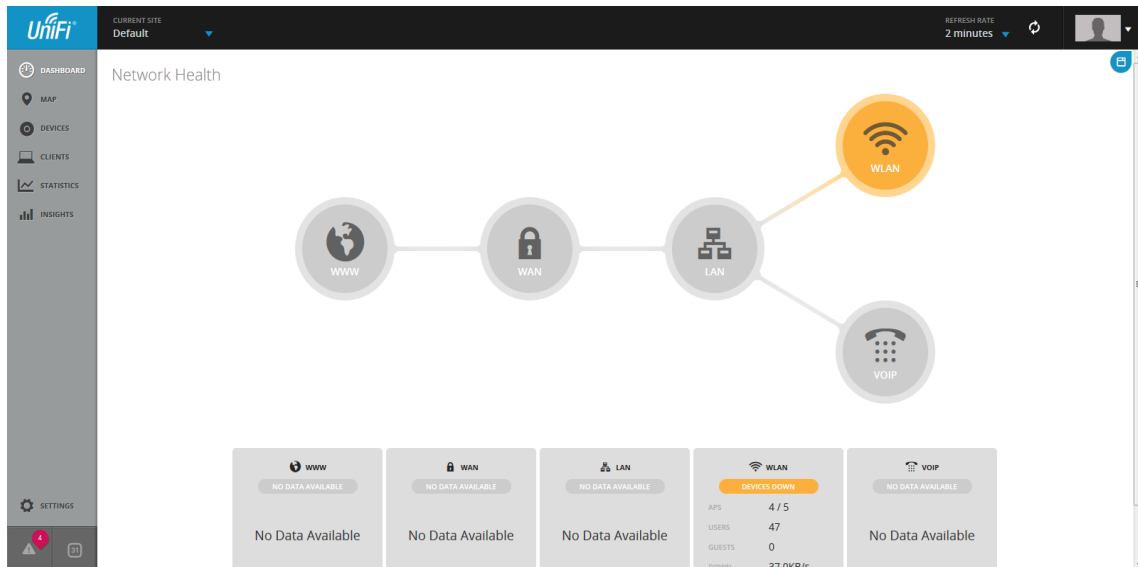 UniFi
CURRENT SITE
Default
REFRESH RATE
2 minutes
DASHBOARD
MAP
DEVICES
CLIENTS
STATISTICS
INSIGHTS
SETTINGS
4
31
Network Health
WLAN
WWW
WAN
LAN
VOIP
WWW
NO DATA AVAILABLE
No Data Available
WAN
NO DATA AVAILABLE
No Data Available
LAN
NO DATA AVAILABLE
No Data Available
WLAN
DEVICES DOWN
APS 4 / 5
USERS 47
GUESTS 0
DOWN 37.0KB/s
VOIP
NO DATA AVAILABLE
No Data Available